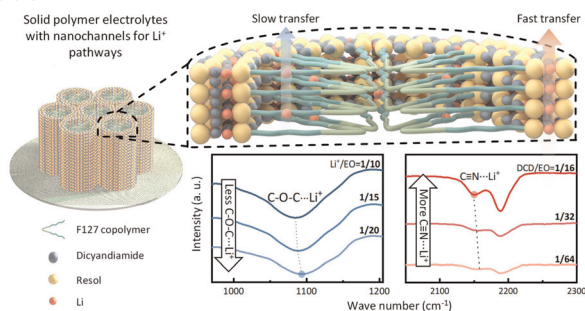 Solid polymer electrolytes
with nanochannels for Li⁺
pathways
Slow transfer
Fast transfer
F127 copolymer
Dicyandiamide
Resol
Li
Intensity (a. u.)
Less C-O-C···Li⁺
C-O-C···Li⁺
Li⁺/EO=1/10
1/15
1/20
1000
1100
1200
More C≡N···Li⁺
C≡N···Li⁺
DCD/EO=1/16
1/32
1/64
2100
2200
2300
Wave number (cm⁻¹)